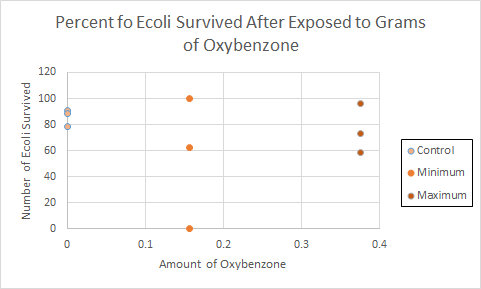 Percent fo Ecoli Survived After Exposed to Grams
of Oxybenzone
Number of Ecoli Survived
120
100
80
60
40
20
0
0 0.1 0.2 0.3 0.4
Amount of Oxybenzone
Control
Minimum
Maximum